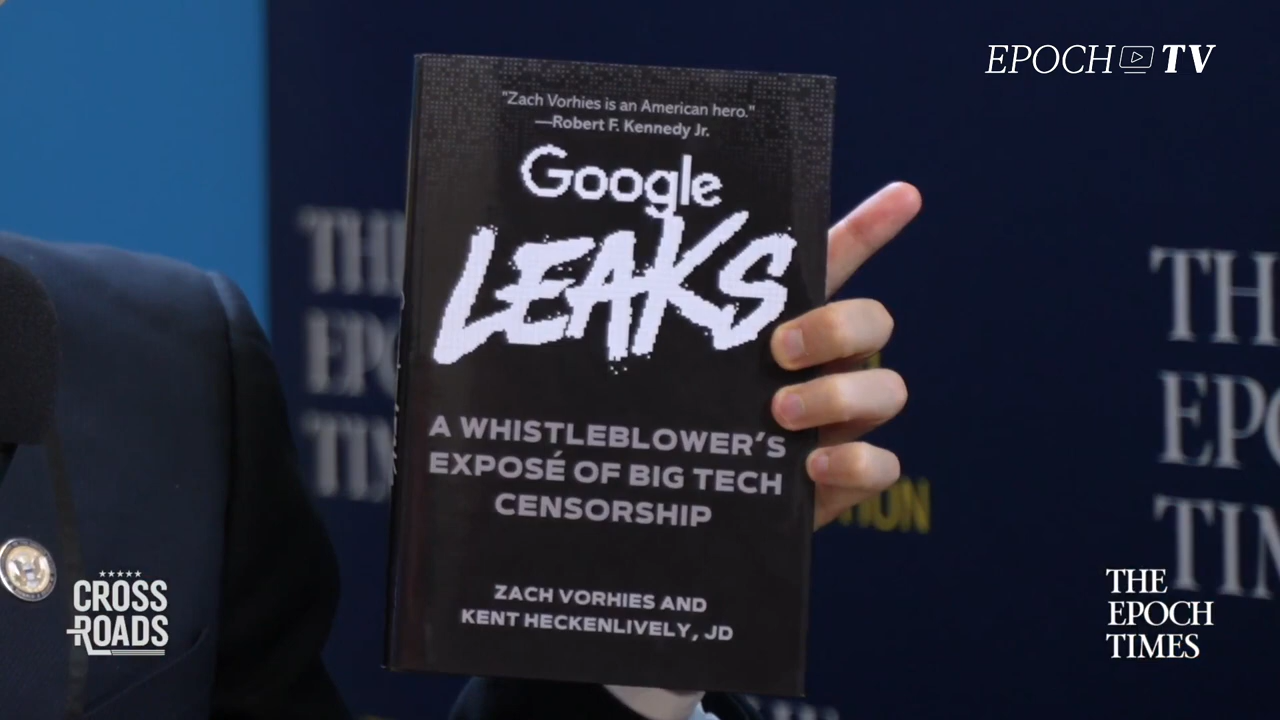 EPOCH TV
"Zach Vorhies is an American hero."
—Robert F. Kennedy Jr.
Google
LEAKS
A WHISTLEBLOWER'S
EXPOSÉ OF BIG TECH
CENSORSHIP
ZACH VORHIES AND
KENT HECKENLIVELY, JD
CROSS
ROADS
THE
EPOCH
TIMES